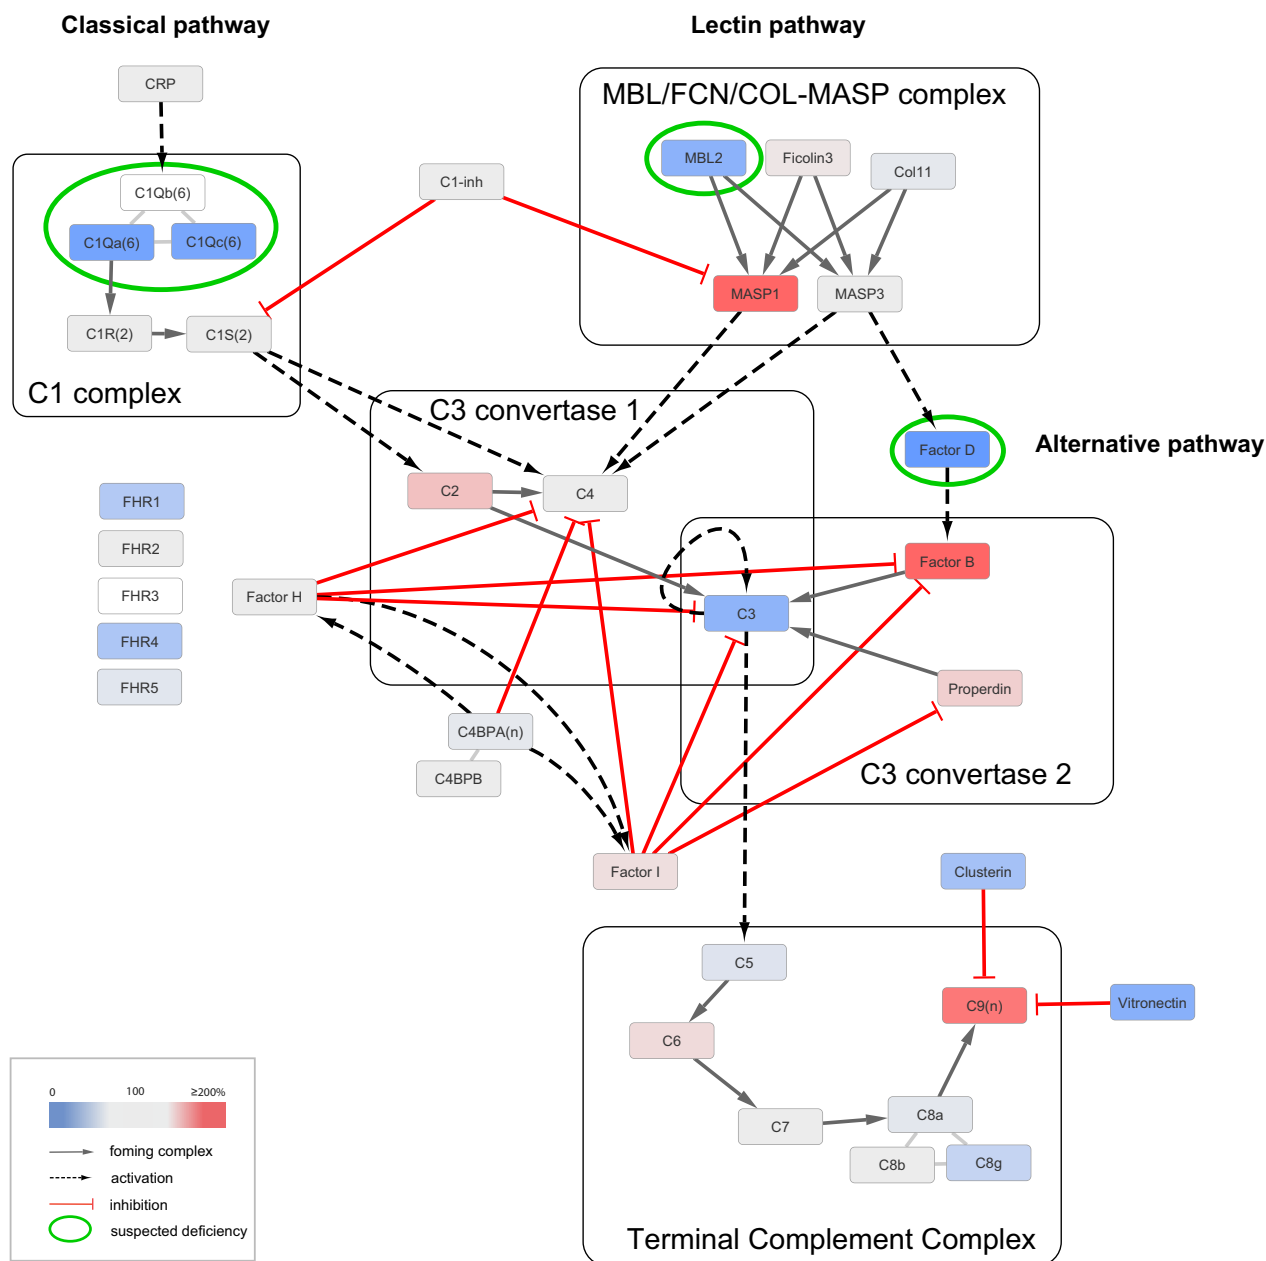 Classical pathway
Lectin pathway
CRP
MBL/FCN/COL-MASP complex
MBL2
Ficolin3
Col11
C1-inh
C1Qb(6)
C1Qa(6)
C1Qc(6)
MASP1
MASP3
C1R(2)
C1S(2)
C1 complex
C3 convertase 1
Factor D
Alternative pathway
C2
C4
FHR1
FHR2
FHR3
FHR4
FHR5
Factor H
Factor B
C3
Properdin
C4BPA(n)
C4BPB
C3 convertase 2
Factor I
Clusterin
C5
C9(n)
Vitronectin
C6
C7
C8a
C8b
C8g
Terminal Complement Complex
0 100 ≥200%
foming complex
activation
inhibition
suspected deficiency